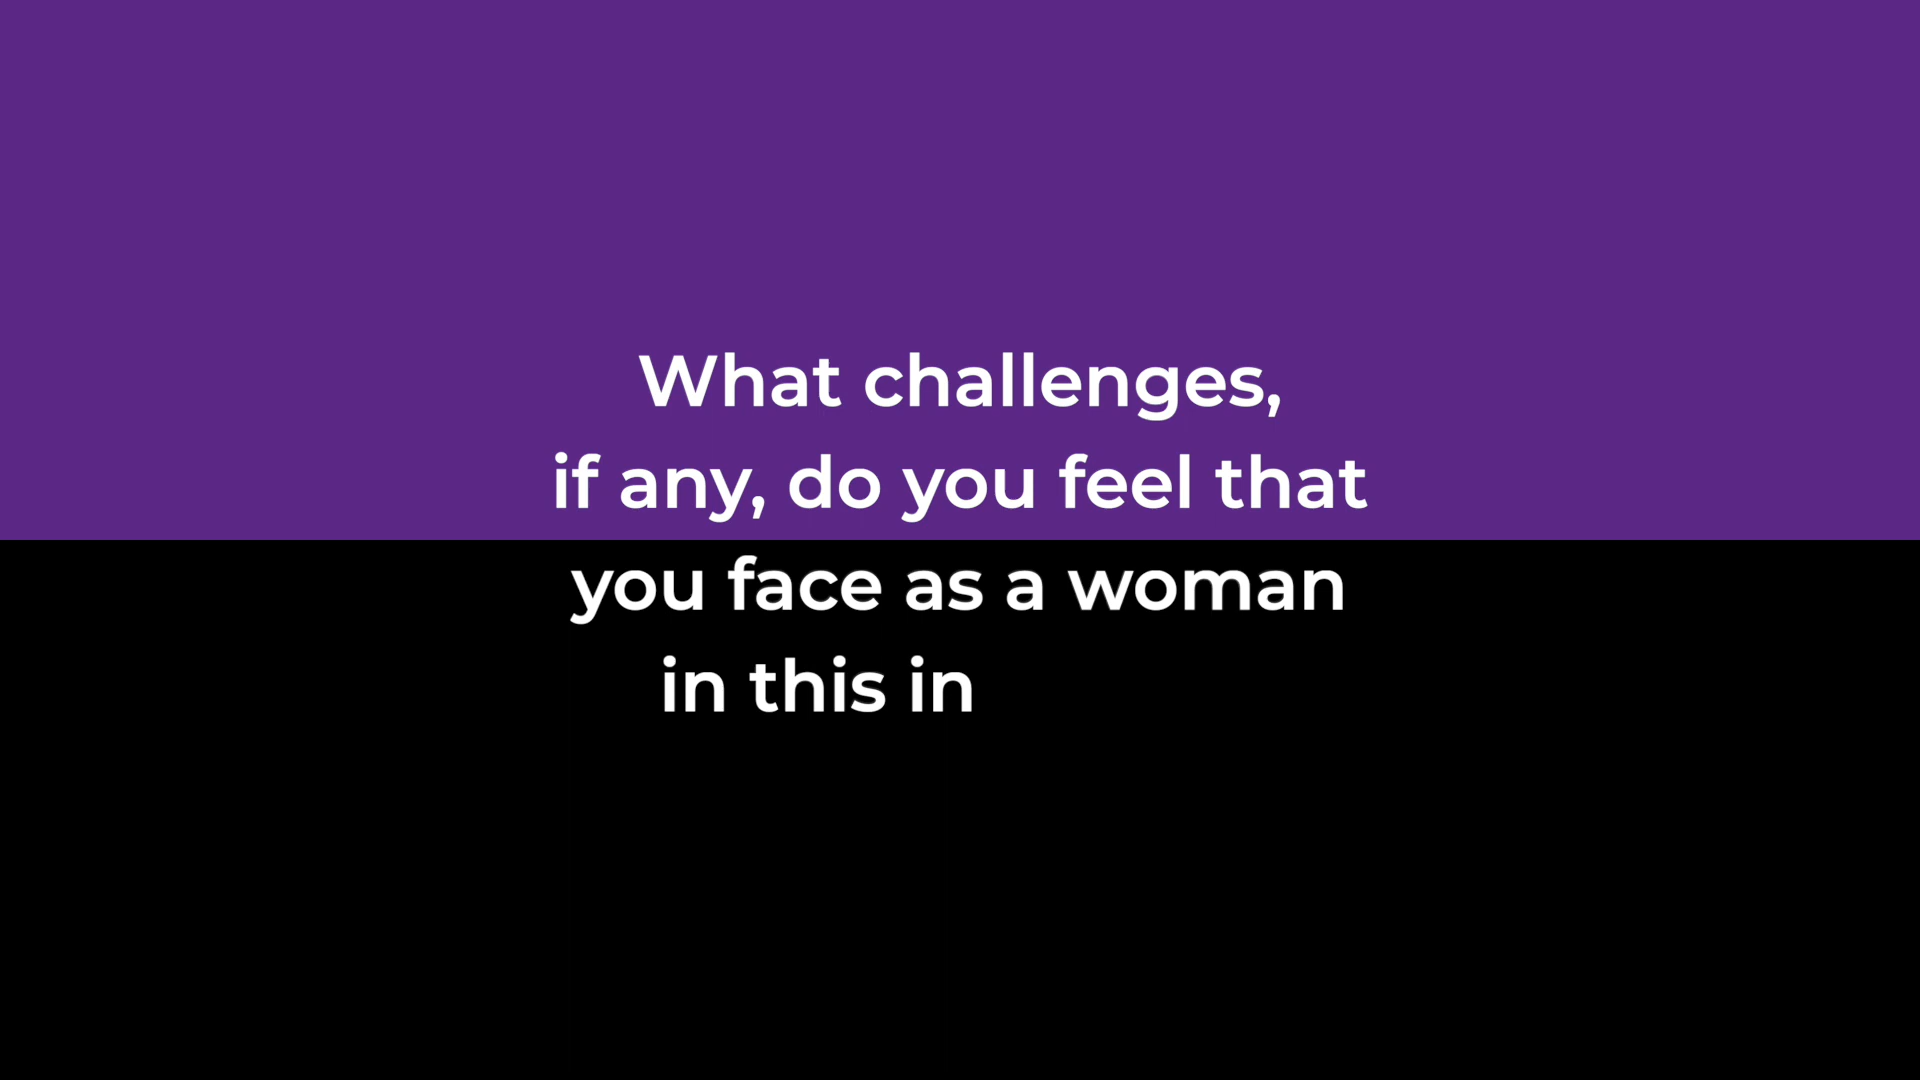 What challenges,
if any, do you feel that
you face as a woman
in this in